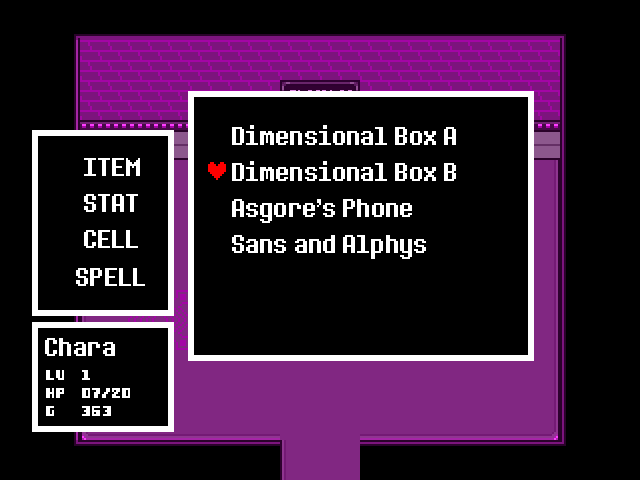 Dimensional Box A
Dimensional Box B
Asgore's Phone
Sans and Alphys
ITEM
STAT
CELL
SPELL
Chara
LV 1
HP 07/20
G 363